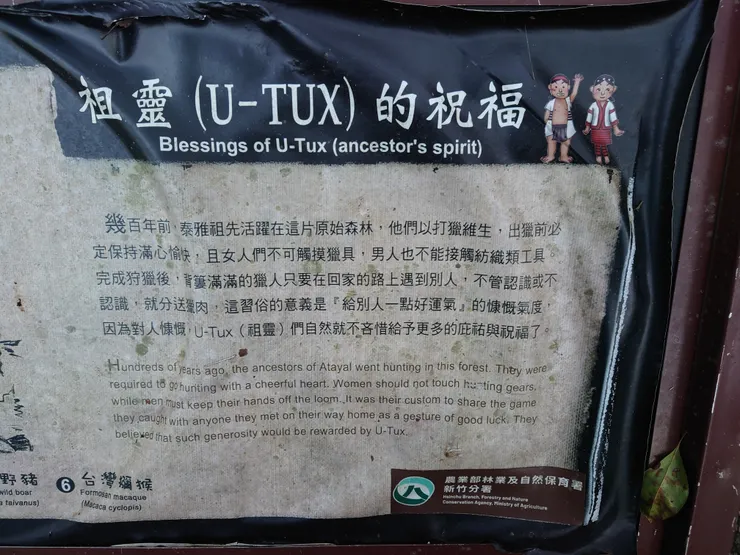 祖靈(U-TUX)的祝福
Blessings of U-Tux (ancestor's spirit)
幾百年前，泰雅祖先活躍在這片原始森林，他們以打獵維生，出獵前必
定保持滿心愉快，且女人們不可觸摸獵具，男人也不能接觸紡織類工具。
完成狩獵後，背簍滿滿的獵人只要在回家的路上遇到別人，不管認識或不
認識，就分送獵肉，這習俗的意義是『給別人一點好運氣』的慷慨氣度，
因為對人慷慨，U-Tux（祖靈）們自然就不吝惜給予更多的庇祐與祝福了。
Hundreds of years ago, the ancestors of Atayal went hunting in this forest. They were
required to go hunting with a cheerful heart. Women should not touch hunting gears,
while men must keep their hands off the loom. It was their custom to share the game
they caught with anyone they met on their way home as a gesture of good luck. They
believed that such generosity would be rewarded by U-Tux.
野豬
wild boar
taivanus)
6 台灣獼猴
Formosan macaque
(Macaca cyclopis)
農業部林業及自然保育署
新竹分署
Hsinchu Branch, Forestry and Nature
Conservation Agency, Ministry of Agriculture